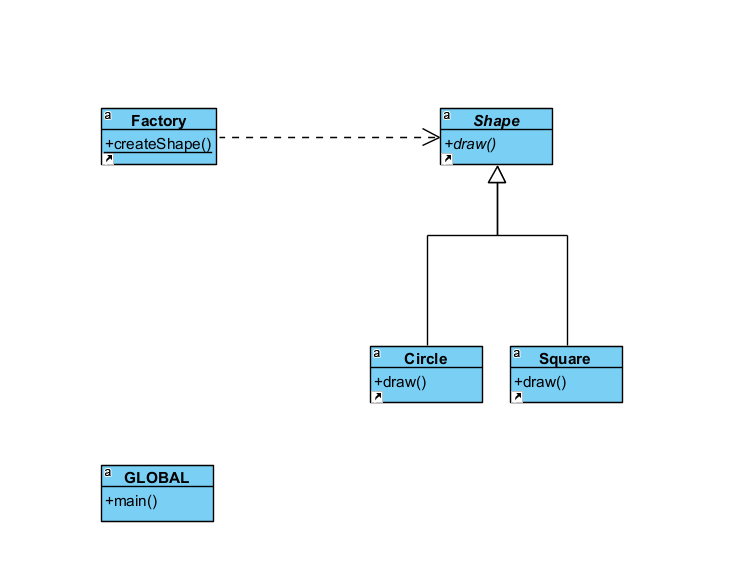 a
Factory
+createShape()
a
Shape
+draw()
a
Circle
+draw()
a
Square
+draw()
a
GLOBAL
+main()